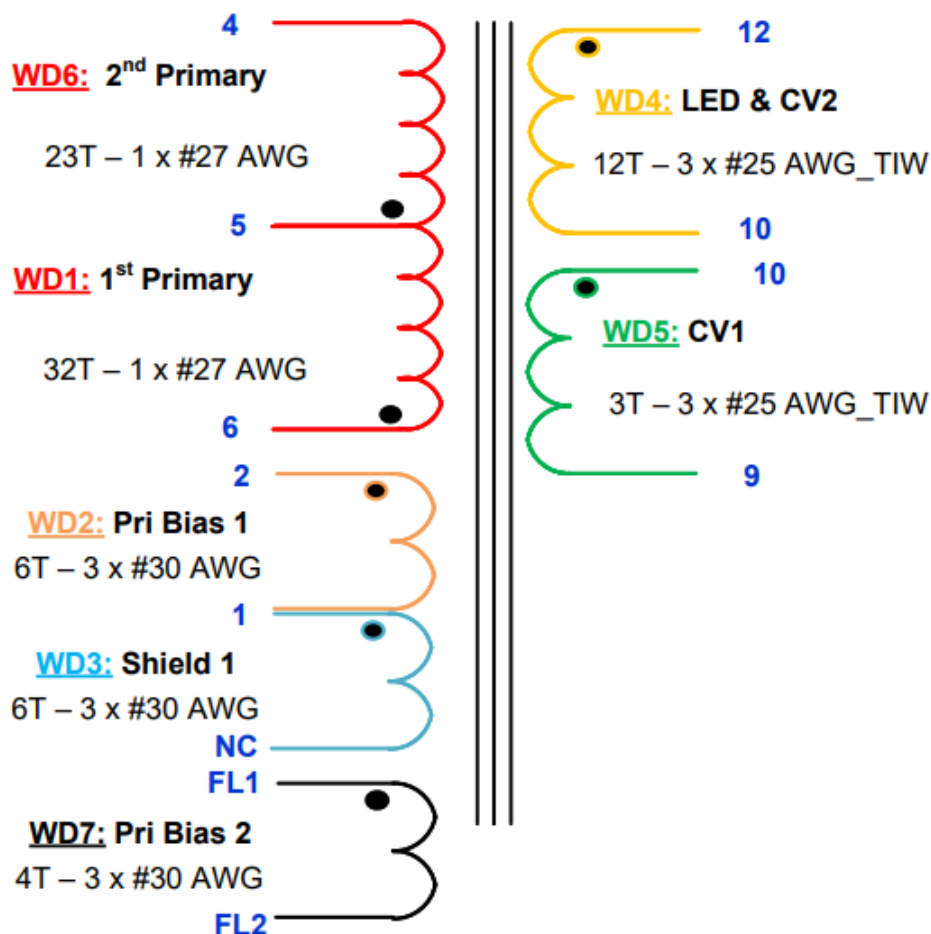 4
WD6: 2nd Primary
23T – 1 x #27 AWG
5
WD1: 1st Primary
32T – 1 x #27 AWG
6
2
WD2: Pri Bias 1
6T – 3 x #30 AWG
1
WD3: Shield 1
6T – 3 x #30 AWG
NC
FL1
WD7: Pri Bias 2
4T – 3 x #30 AWG
FL2
12
WD4: LED & CV2
12T – 3 x #25 AWG_TIW
10
10
WD5: CV1
3T – 3 x #25 AWG_TIW
9